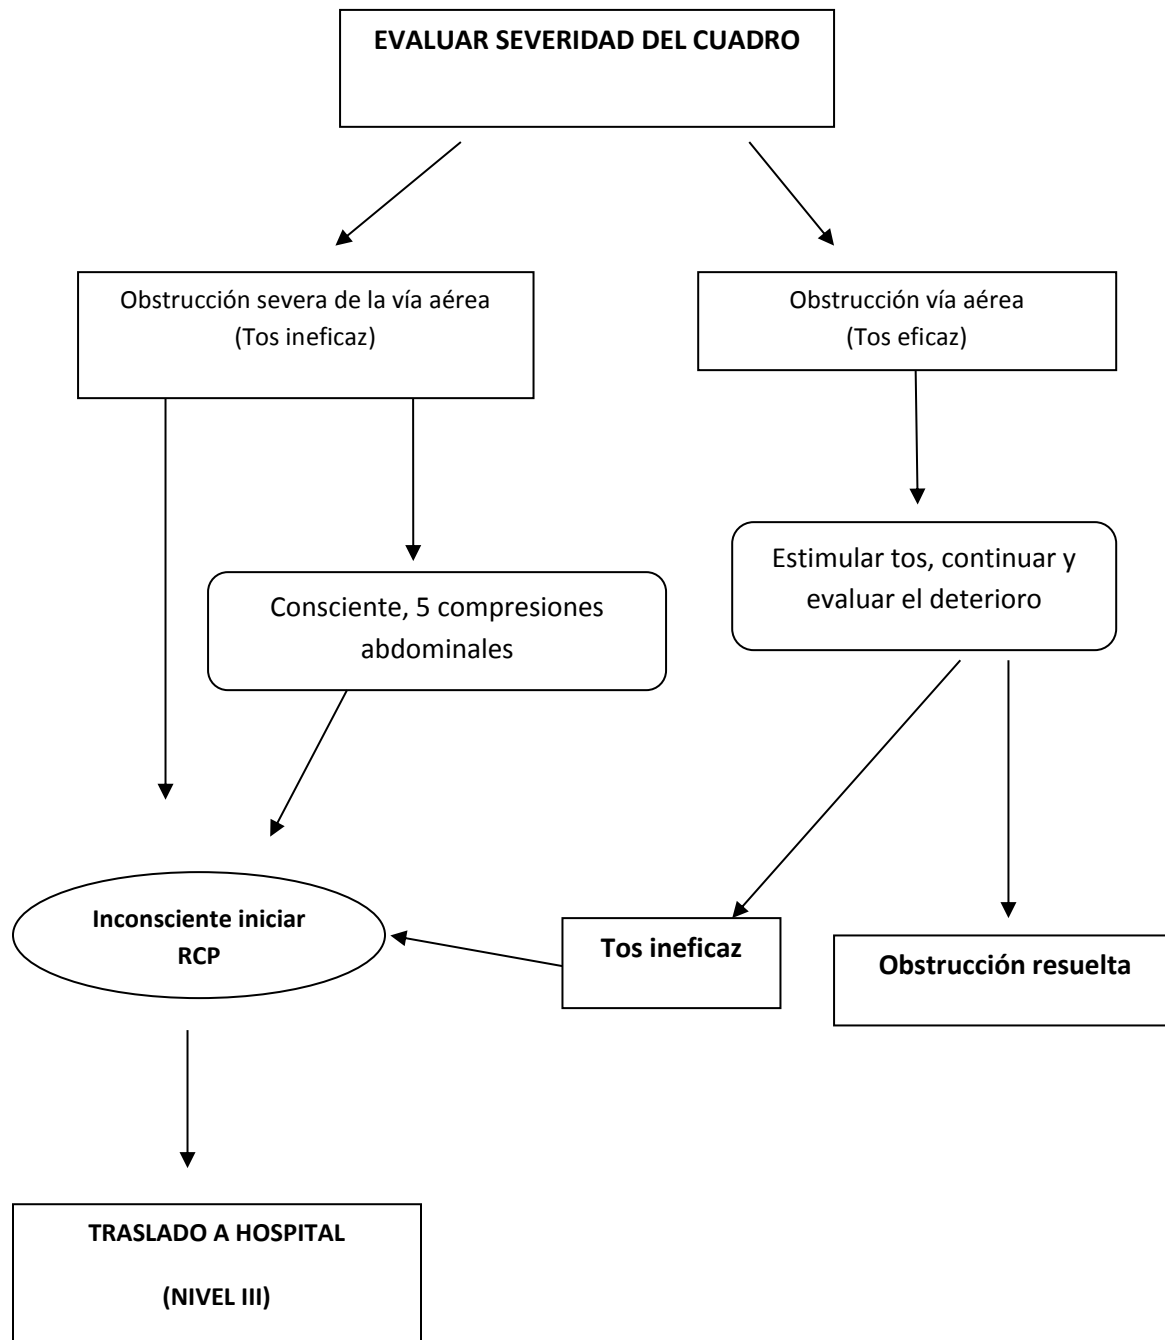 EVALUAR SEVERIDAD DEL CUADRO
Obstrucción severa de la vía aérea
(Tos ineficaz)
Obstrucción vía aérea
(Tos eficaz)
Consciente, 5 compresiones
abdominales
Estimular tos, continuar y
evaluar el deterioro
Inconsciente iniciar
RCP
Tos ineficaz
Obstrucción resuelta
TRASLADO A HOSPITAL
(NIVEL III)